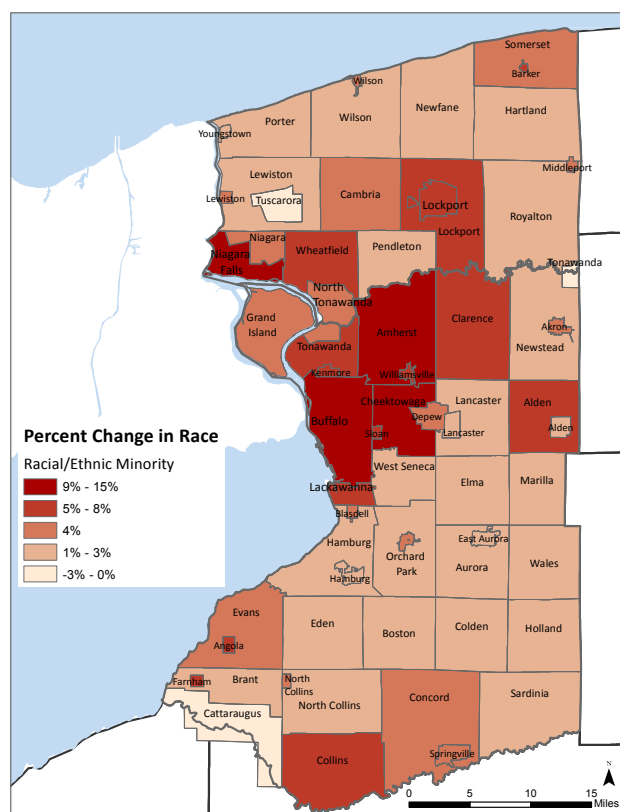 Somerset
Barker
Wilson
Newfane
Hartland
Porter
Wilson
Youngstown
Lewiston
Middleport
Lewiston
Tuscarora
Cambria
Lockport
Royalton
Lockport
Niagara
Niagara
Falls
Wheatfield
Pendleton
Tonawanda
North
Tonawanda
Grand
Island
Amherst
Clarence
Akron
Newstead
Tonawanda
Kenmore
Williamsville
Cheektowaga
Lancaster
Alden
Buffalo
Depew
Sloan
Lancaster
Alden
Percent Change in Race
Racial/Ethnic Minority
9% - 15%
5% - 8%
4%
1% - 3%
-3% - 0%
West Seneca
Elma
Marilla
Lackawanna
Blasdell
Hamburg
Orchard
Park
East Aurora
Aurora
Wales
Hamburg
Evans
Eden
Boston
Colden
Holland
Angola
Farnham
Brant
North
Collins
North Collins
Concord
Sardinia
Cattaraugus
Collins
Springville
N
0
5
10
15
Miles